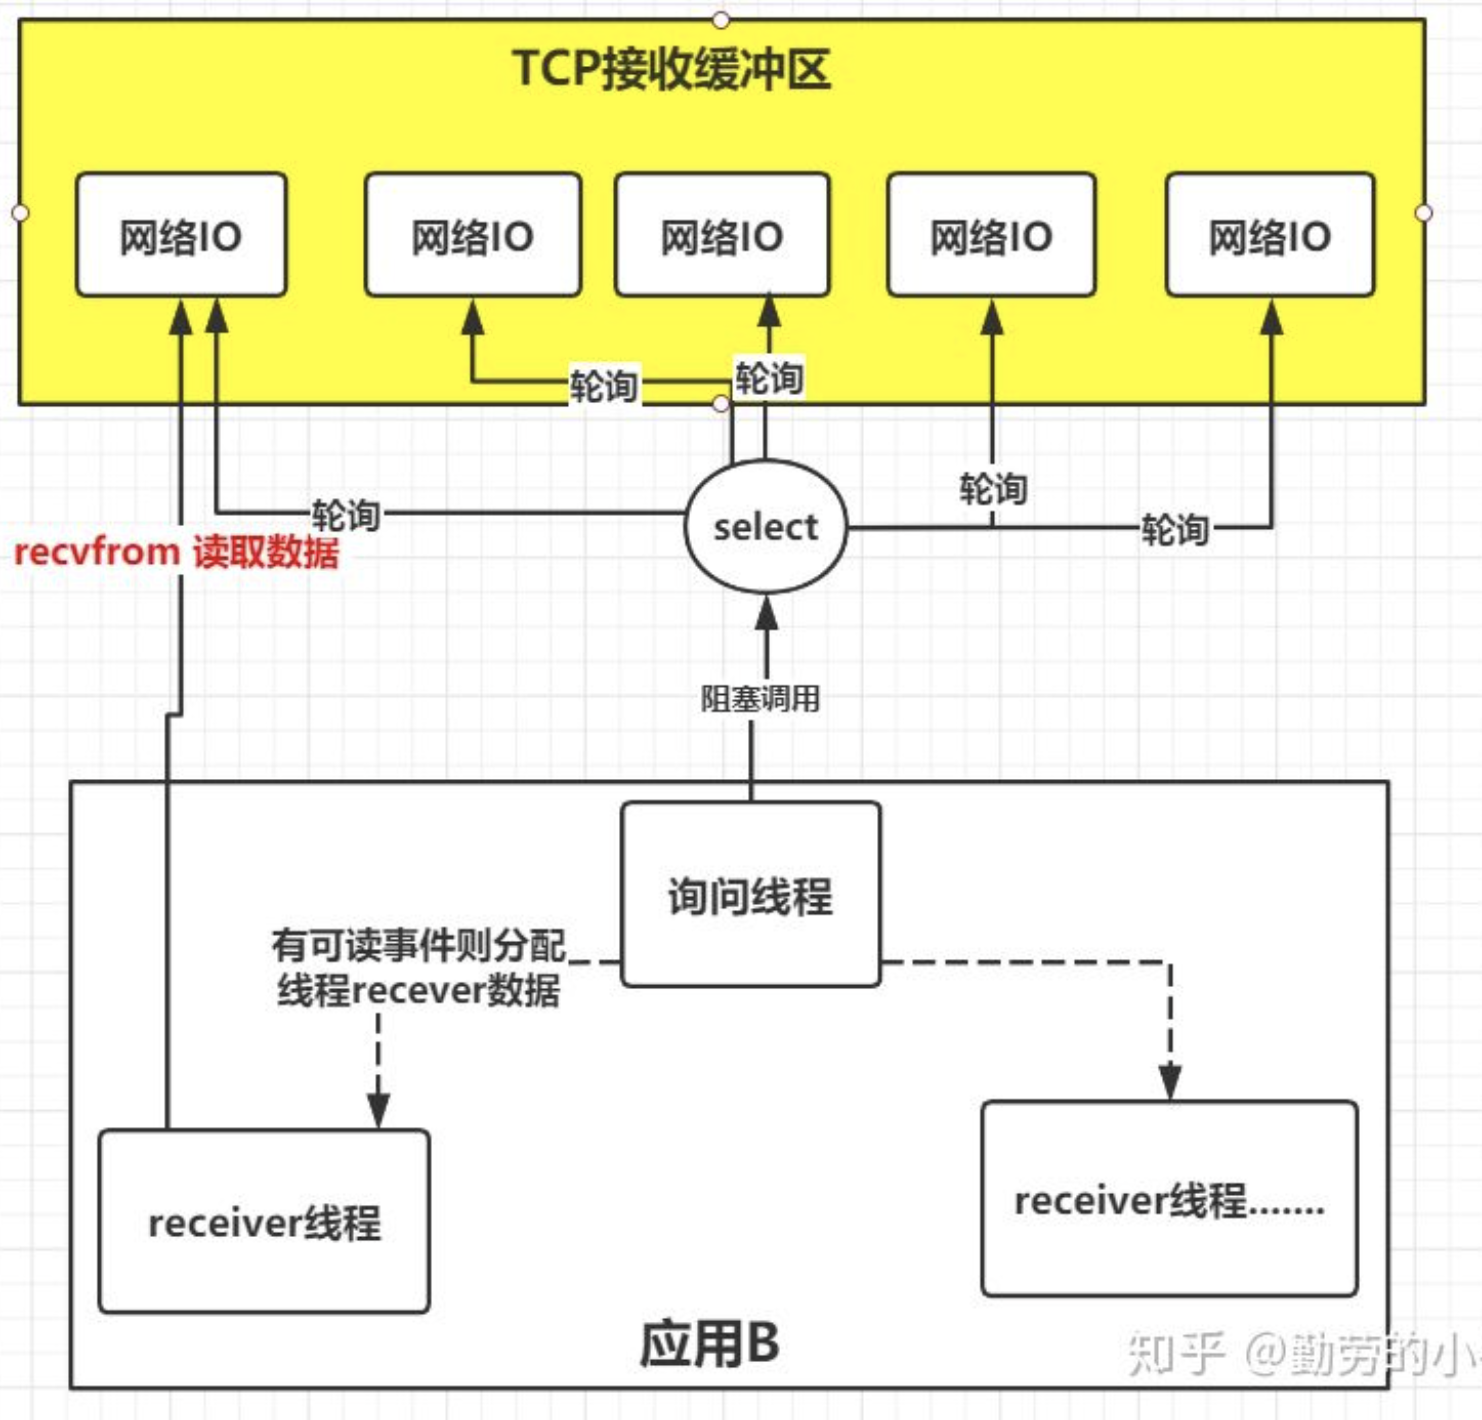 TCP接收缓冲区
网络IO
网络IO
网络IO
网络IO
网络IO
轮询
轮询
轮询
轮询
轮询
select
recvfrom 读取数据
阻塞调用
询问线程
有可读事件则分配
线程recever数据
receiver线程
receiver线程.......
应用B
知乎 @勤劳的小